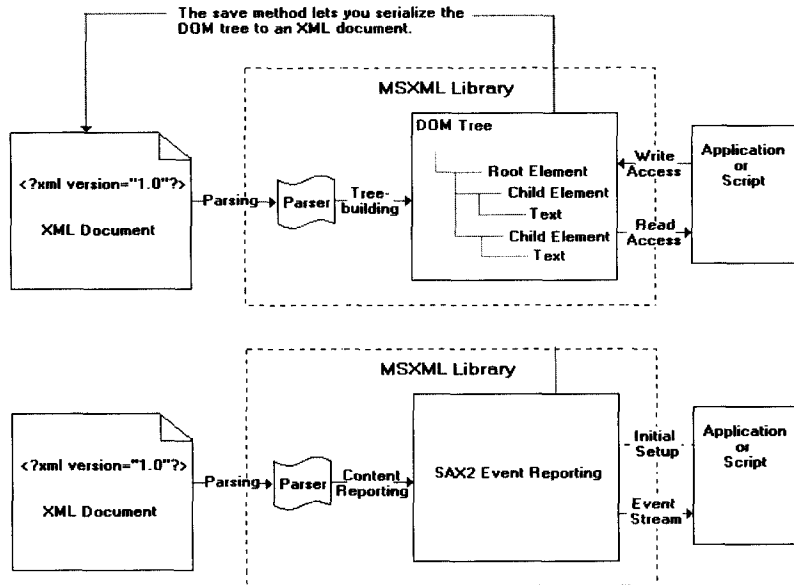 The save method lets you serialize the
DOM tree to an XML document.
MSXML Library
DOM Tree
<?xml version="1.0"?>
XML Document
Parsing
Parser
Tree-
building
Root Element
Child Element
Text
Child Element
Text
Write
Access
Read
Access
Application
or
Script
MSXML Library
<?xml version="1.0"?>
XML Document
Parsing
Parser
Content
Reporting
SAX2 Event Reporting
Initial
Setup
Event
Stream
Application
or
Script